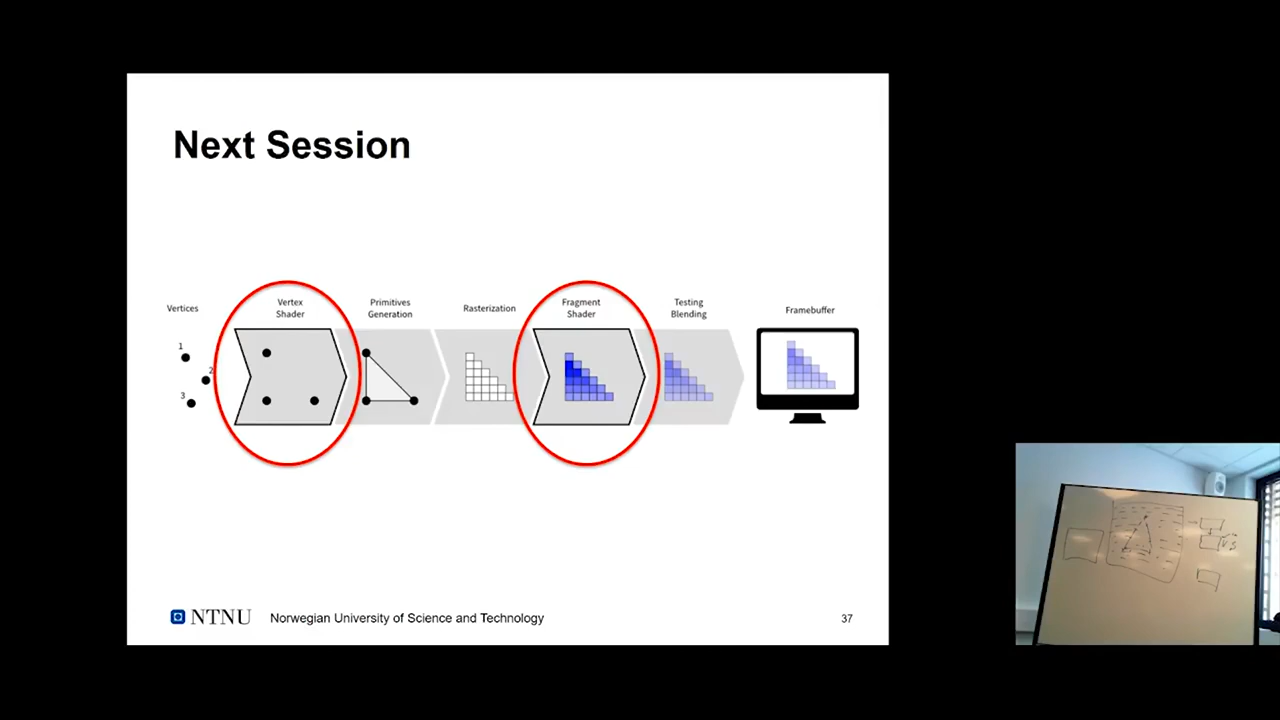 Next Session
Vertices
Vertex
Shader
Primitives
Generation
Rasterization
Fragment
Shader
Testing
Blending
Framebuffer
1
2
3
NTNU
Norwegian University of Science and Technology
37
VS